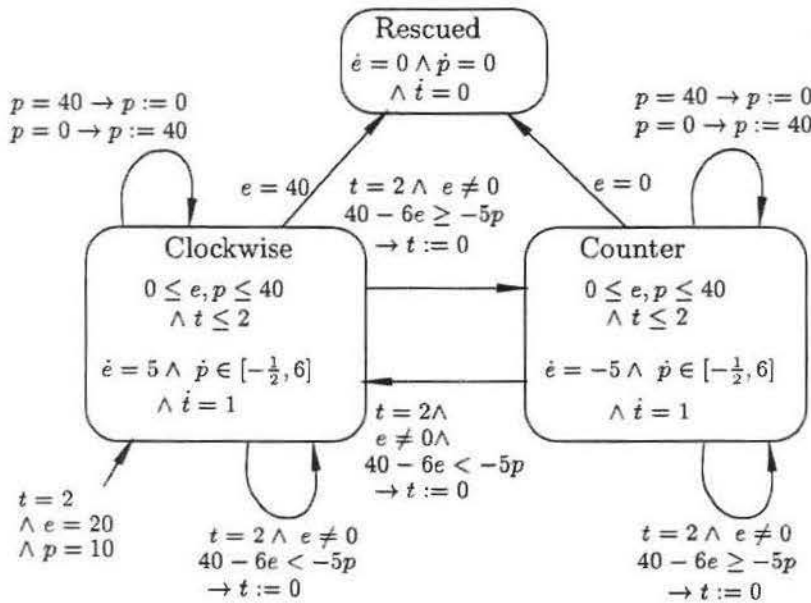 Rescued
ė = 0 ∧ ṗ = 0
∧ ṫ = 0
p = 40 → p := 0
p = 0 → p := 40
p = 40 → p := 0
p = 0 → p := 40
e = 40
t = 2 ∧ e ≠ 0
40 − 6e ≥ −5p
→ t := 0
e = 0
Clockwise
0 ≤ e, p ≤ 40
∧ t ≤ 2
ė = 5 ∧ ṗ ∈ [−½, 6]
∧ ṫ = 1
Counter
0 ≤ e, p ≤ 40
∧ t ≤ 2
ė = −5 ∧ ṗ ∈ [−½, 6]
∧ ṫ = 1
t = 2∧
e ≠ 0∧
40 − 6e < −5p
→ t := 0
t = 2
∧ e = 20
∧ p = 10
t = 2 ∧ e ≠ 0
40 − 6e < −5p
→ t := 0
t = 2 ∧ e ≠ 0
40 − 6e ≥ −5p
→ t := 0